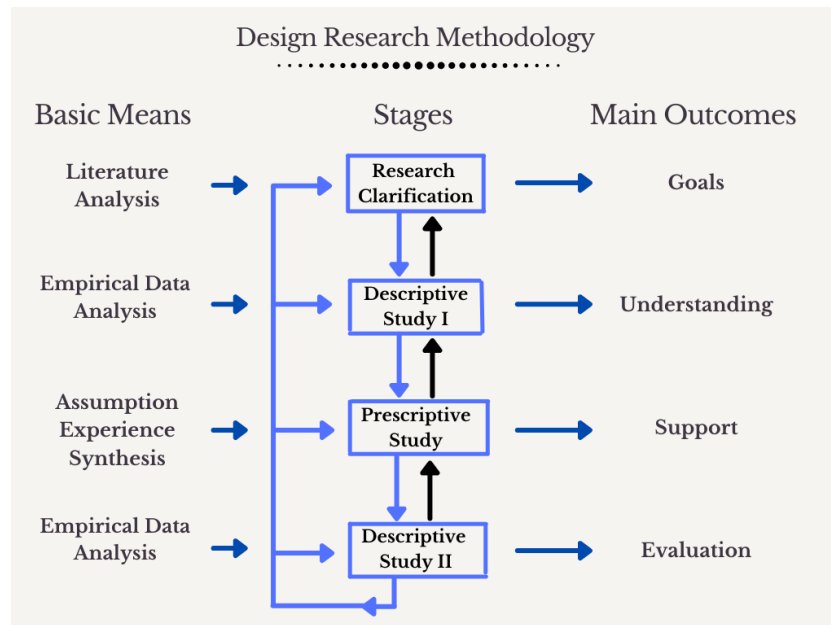 Design Research Methodology
Basic Means
Stages
Main Outcomes
Literature
Analysis
Research
Clarification
Goals
Empirical Data
Analysis
Descriptive
Study I
Understanding
Assumption
Experience
Synthesis
Prescriptive
Study
Support
Empirical Data
Analysis
Descriptive
Study II
Evaluation